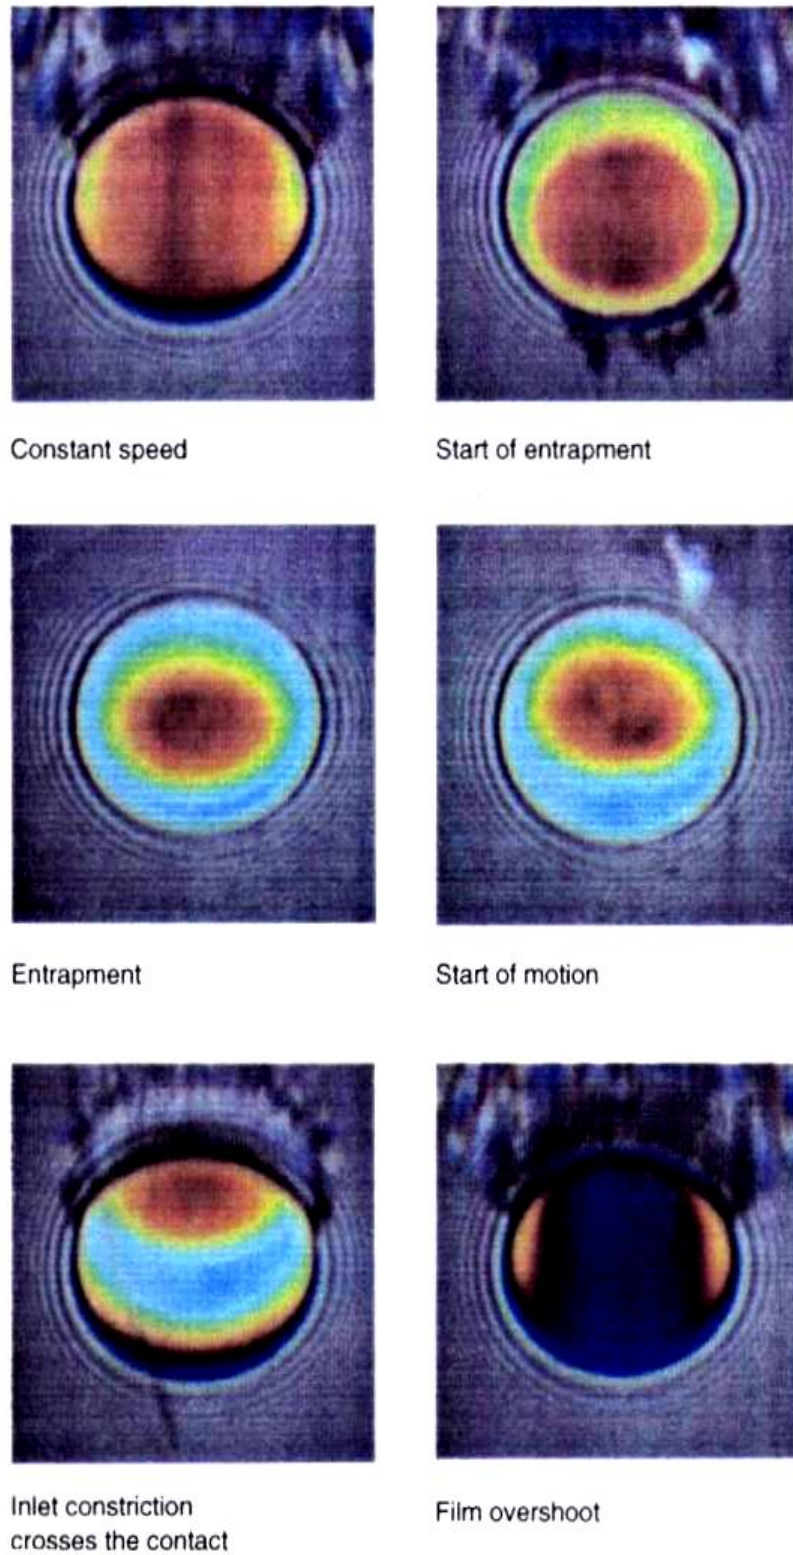 Constant speed
Start of entrapment
Entrapment
Start of motion
Inlet constriction
crosses the contact
Film overshoot